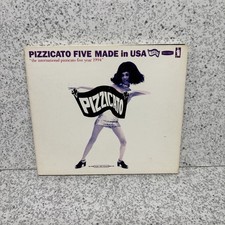 PIZZICATO FIVE MADE in USA
"the international pizzicato five year 1994"
PIZZICATO